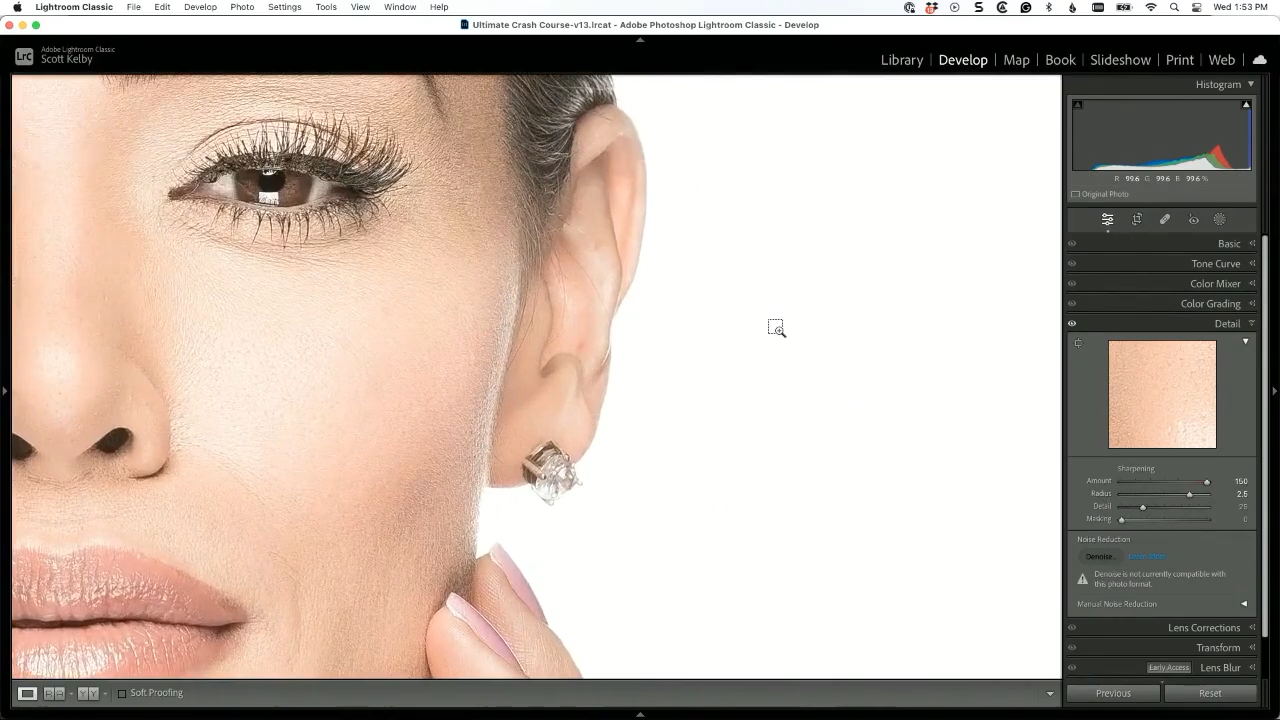 Lightroom Classic File Edit Develop Photo Settings Tools View Window Help Wed 1:53 PM
Ultimate Crash Course-v13.lrcat - Adobe Photoshop Lightroom Classic - Develop
Lrc Adobe Lightroom Classic
Scott Kelby
Library | Develop | Map | Book | Slideshow | Print | Web
Histogram
R 99.6 G 99.6 B 99.6 %
Original Photo
Basic
Tone Curve
Color Mixer
Color Grading
Detail
Sharpening
Amount 150
Radius 2.5
Detail 25
Masking 0
Noise Reduction
Denoise...
Denoise is not currently compatible with
this photo format.
Manual Noise Reduction
Lens Corrections
Transform
Early Access Lens Blur
Soft Proofing
Previous Reset